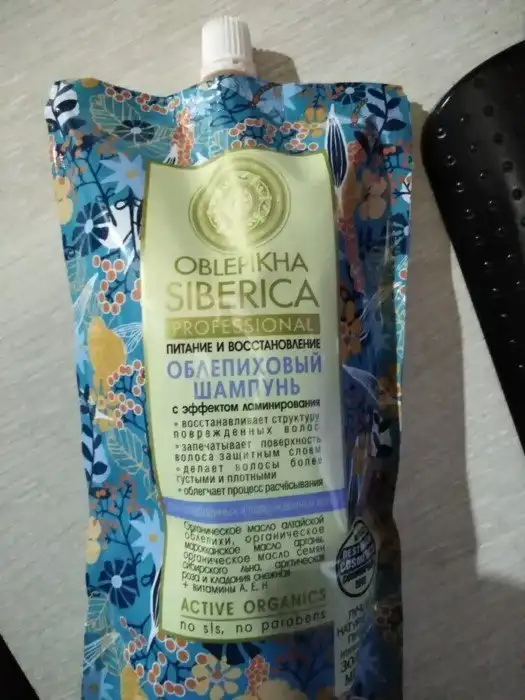 OBLEPIKHA
SIBERICA
PROFESSIONAL
ПИТАНИЕ И ВОССТАНОВЛЕНИЕ
ОБЛЕПИХОВЫЙ
ШАМПУНЬ
с эффектом ламинирования
• восстанавливает структуру
поврежденных волос
• запечатывает поверхность
волоса защитным слоем
• делает волосы более
густыми и плотными
• облегчает процесс расчёсывания
Органическое масло алтайской
облепихи, органическое
марокканское масло арганы,
органическое масло семян
сибирского льна, арктическая
роза и кладония снежная
+ витамины А, Е, Н
ACTIVE ORGANICS
no sls, no parabens